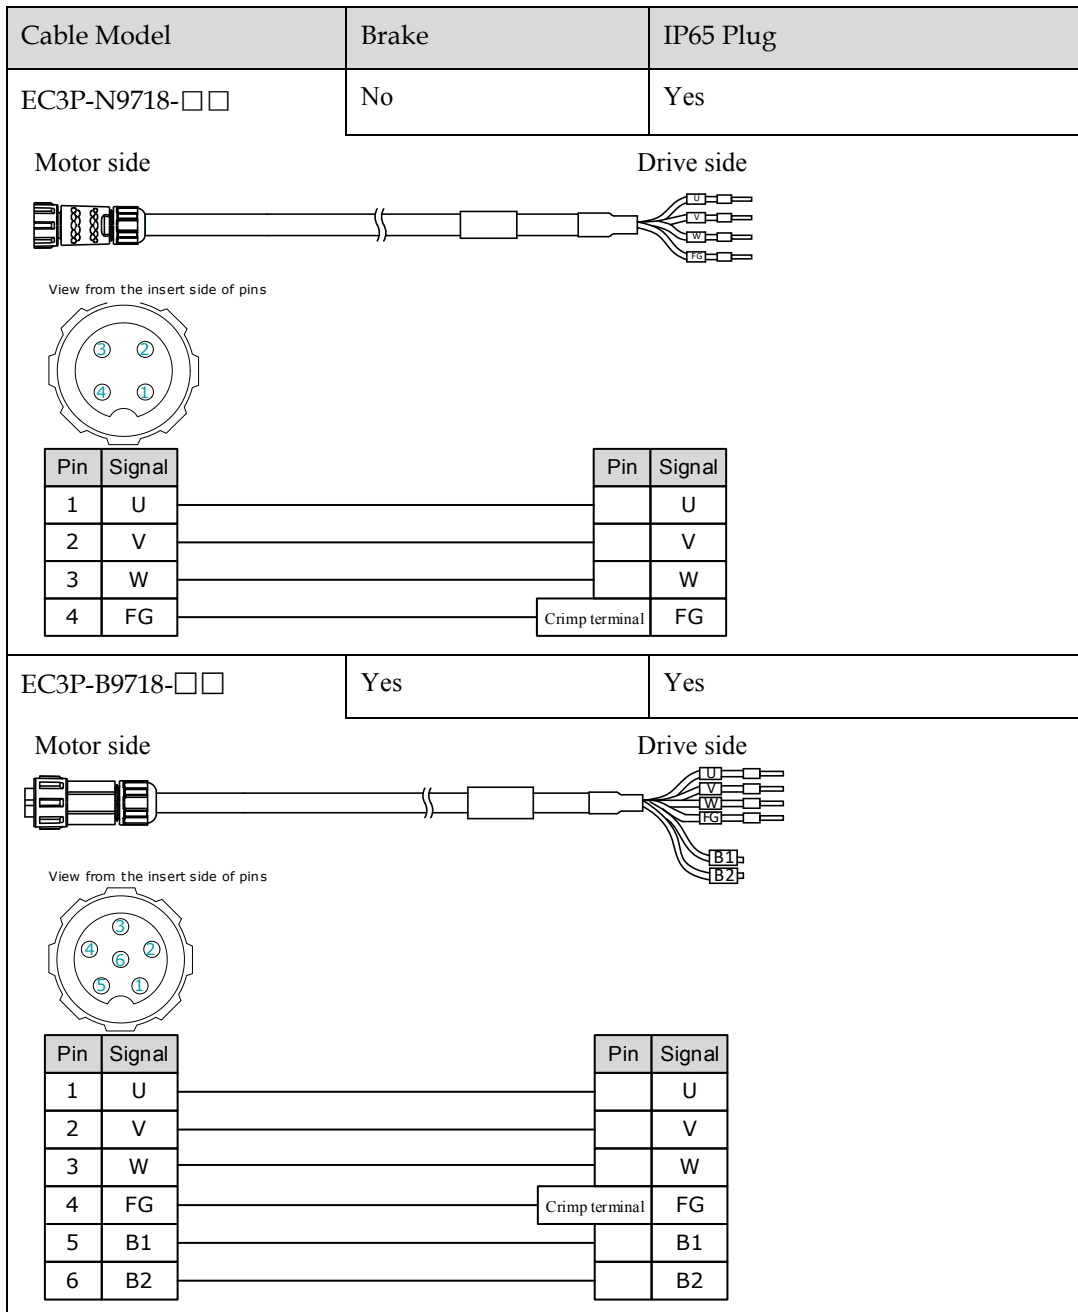 Cable Model Brake IP65 Plug
EC3P-N9718-□□ No Yes
Motor side Drive side
U
V
W
FG
View from the insert side of pins
3 2
4 1
Pin Signal Pin Signal
1 U U
2 V V
3 W W
4 FG Crimp terminal FG
EC3P-B9718-□□ Yes Yes
Motor side Drive side
U
V
W
FG
B1
B2
View from the insert side of pins
3
4 2
6
5 1
Pin Signal Pin Signal
1 U U
2 V V
3 W W
4 FG Crimp terminal FG
5 B1 B1
6 B2 B2